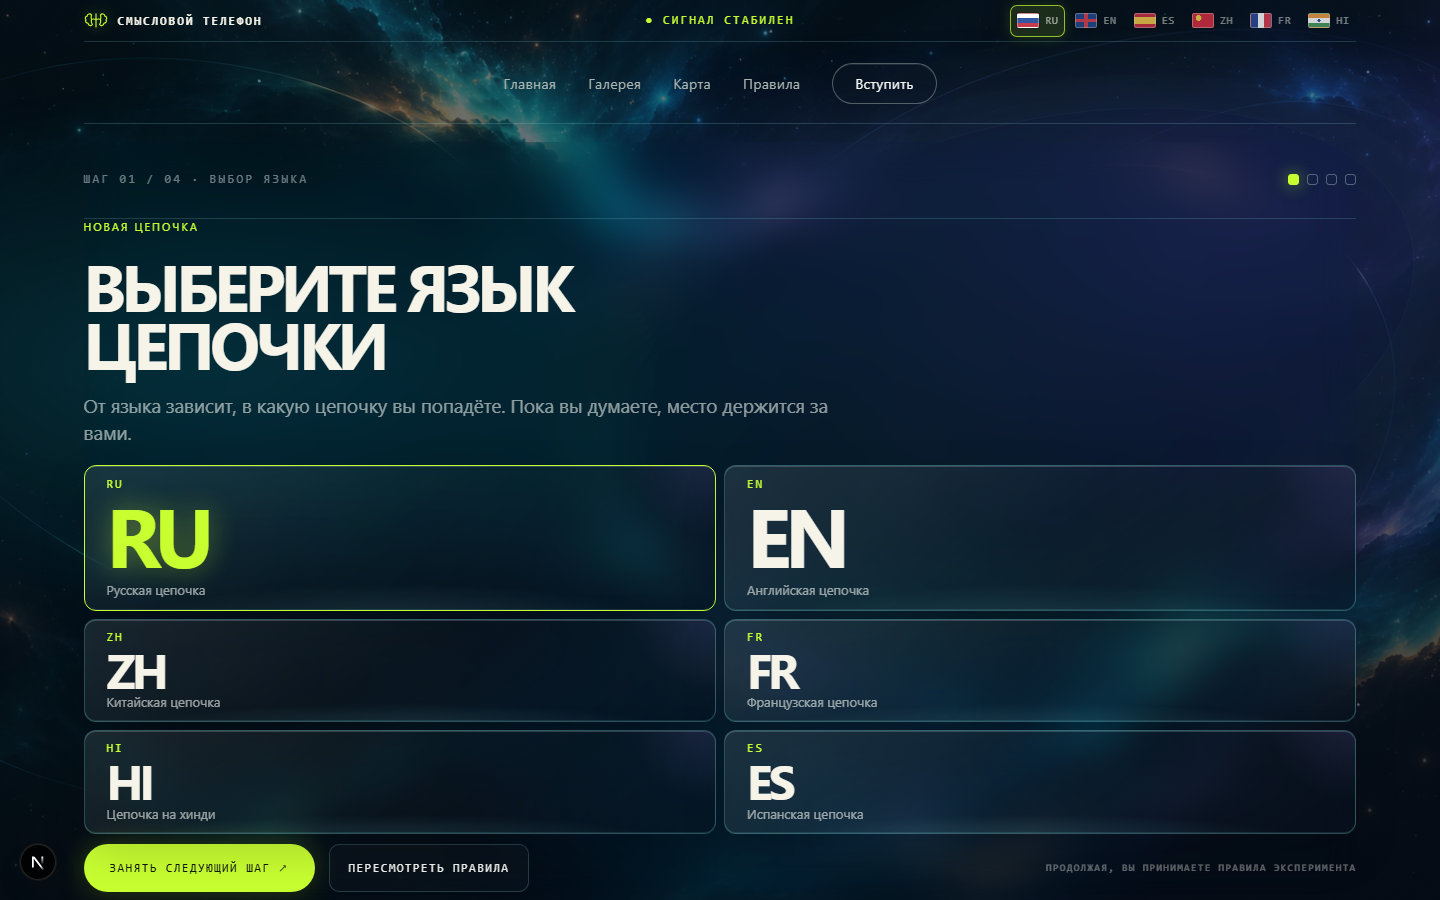 СМЫСЛОВОЙ ТЕЛЕФОН
СИГНАЛ СТАБИЛЕН
RU EN ES ZH FR HI
Главная Галерея Карта Правила Вступить
ШАГ 01 / 04 · ВЫБОР ЯЗЫКА
НОВАЯ ЦЕПОЧКА
ВЫБЕРИТЕ ЯЗЫК
ЦЕПОЧКИ
От языка зависит, в какую цепочку вы попадёте. Пока вы думаете, место держится за
вами.
RU
RU
Русская цепочка
EN
EN
Английская цепочка
ZH
ZH
Китайская цепочка
FR
FR
Французская цепочка
HI
HI
Цепочка на хинди
ES
ES
Испанская цепочка
N
ЗАНЯТЬ СЛЕДУЮЩИЙ ШАГ ↗
ПЕРЕСМОТРЕТЬ ПРАВИЛА
ПРОДОЛЖАЯ, ВЫ ПРИНИМАЕТЕ ПРАВИЛА ЭКСПЕРИМЕНТА